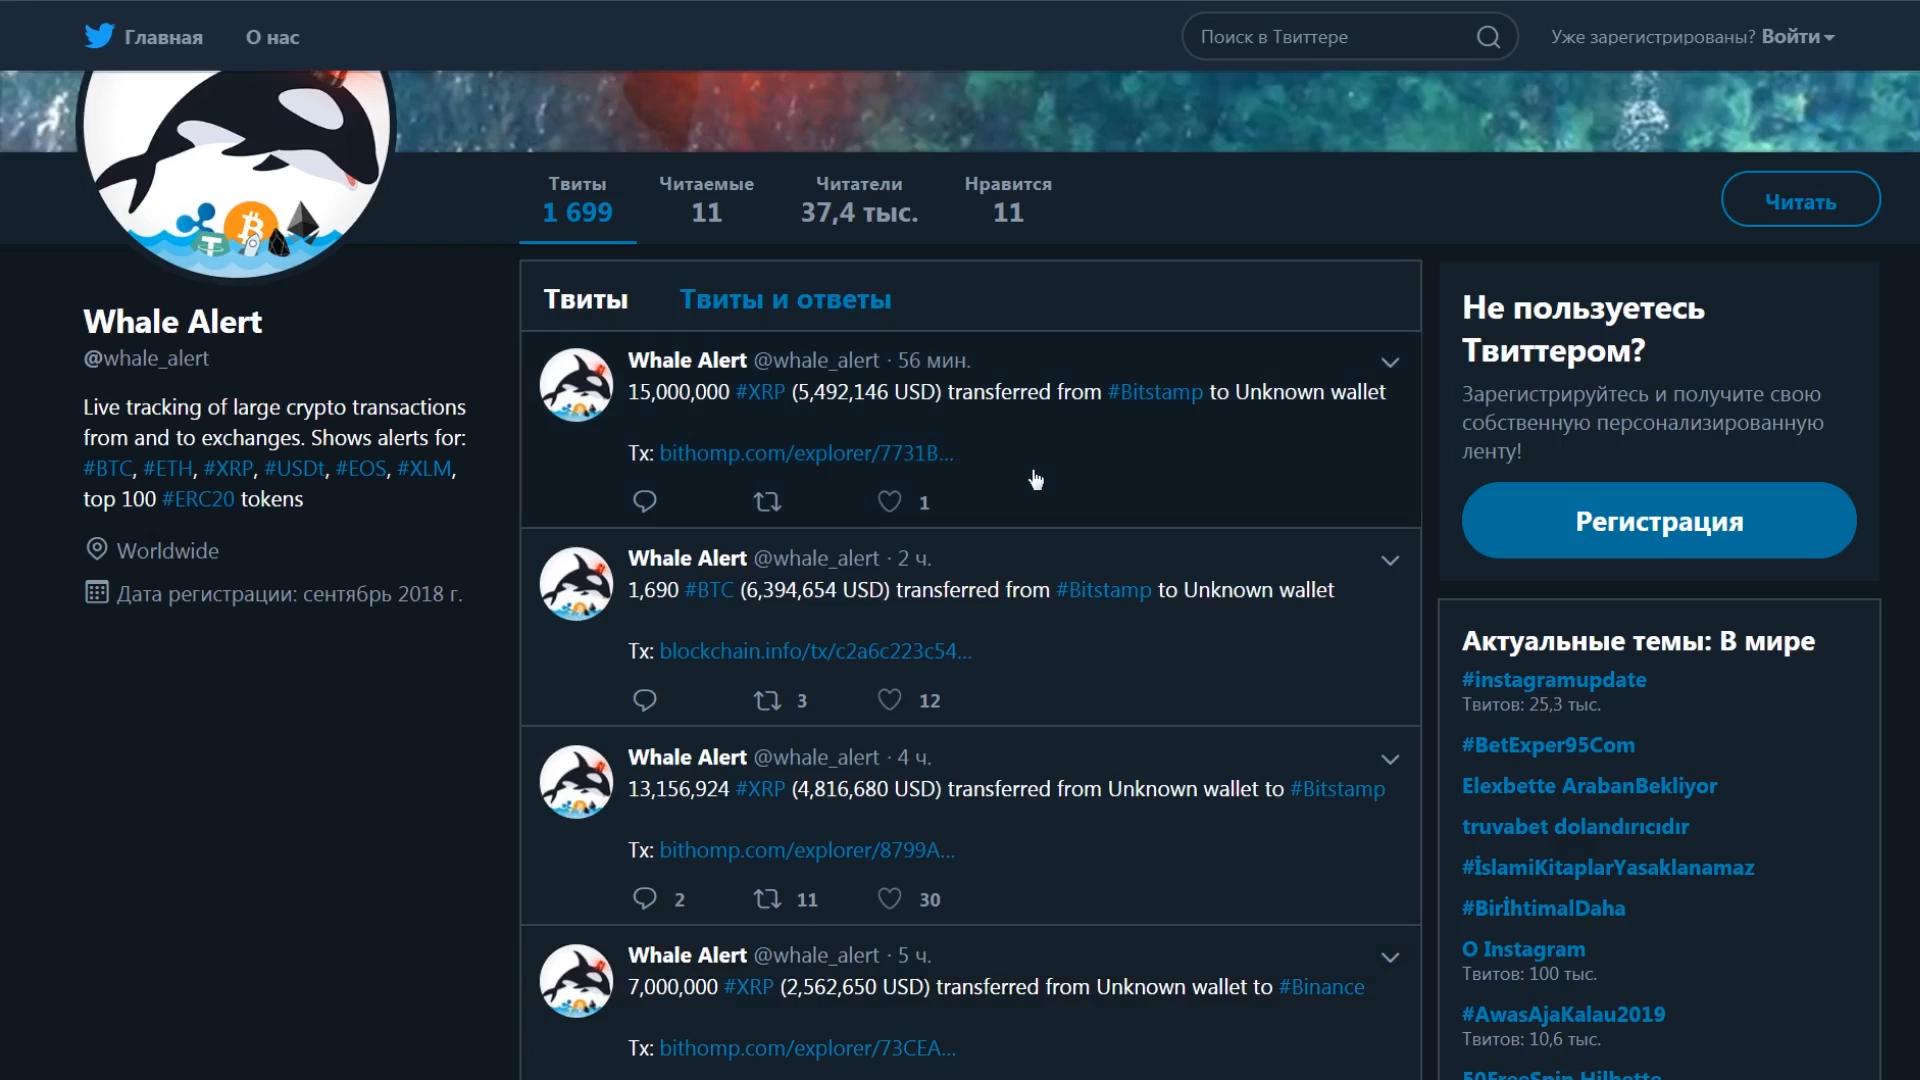 Главная
О нас
Поиск в Твиттере
Уже зарегистрированы? Войти
Твиты
1 699
Читаемые
11
Читатели
37,4 тыс.
Нравится
11
Читать
Whale Alert
@whale_alert
Live tracking of large crypto transactions
from and to exchanges. Shows alerts for:
#BTC, #ETH, #XRP, #USDt, #EOS, #XLM,
top 100 #ERC20 tokens
Worldwide
Дата регистрации: сентябрь 2018 г.
Твиты
Твиты и ответы
Whale Alert @whale_alert · 56 мин.
15,000,000 #XRP (5,492,146 USD) transferred from #Bitstamp to Unknown wallet
Tx: bithomp.com/explorer/7731B...
1
Whale Alert @whale_alert · 2 ч.
1,690 #BTC (6,394,654 USD) transferred from #Bitstamp to Unknown wallet
Tx: blockchain.info/tx/c2a6c223c54...
3
12
Whale Alert @whale_alert · 4 ч.
13,156,924 #XRP (4,816,680 USD) transferred from Unknown wallet to #Bitstamp
Tx: bithomp.com/explorer/8799A...
2
11
30
Whale Alert @whale_alert · 5 ч.
7,000,000 #XRP (2,562,650 USD) transferred from Unknown wallet to #Binance
Tx: bithomp.com/explorer/73CEA...
Не пользуетесь
Твиттером?
Зарегистрируйтесь и получите свою
собственную персонализированную
ленту!
Регистрация
Актуальные темы: В мире
#instagramupdate
Твитов: 25,3 тыс.
#BetExper95Com
Elexbette ArabanBekliyor
truvabet dolandırıcıdır
#İslamiKitaplarYasaklanamaz
#BirİhtimalDaha
O Instagram
Твитов: 100 тыс.
#AwasAjaKalau2019
Твитов: 10,6 тыс.